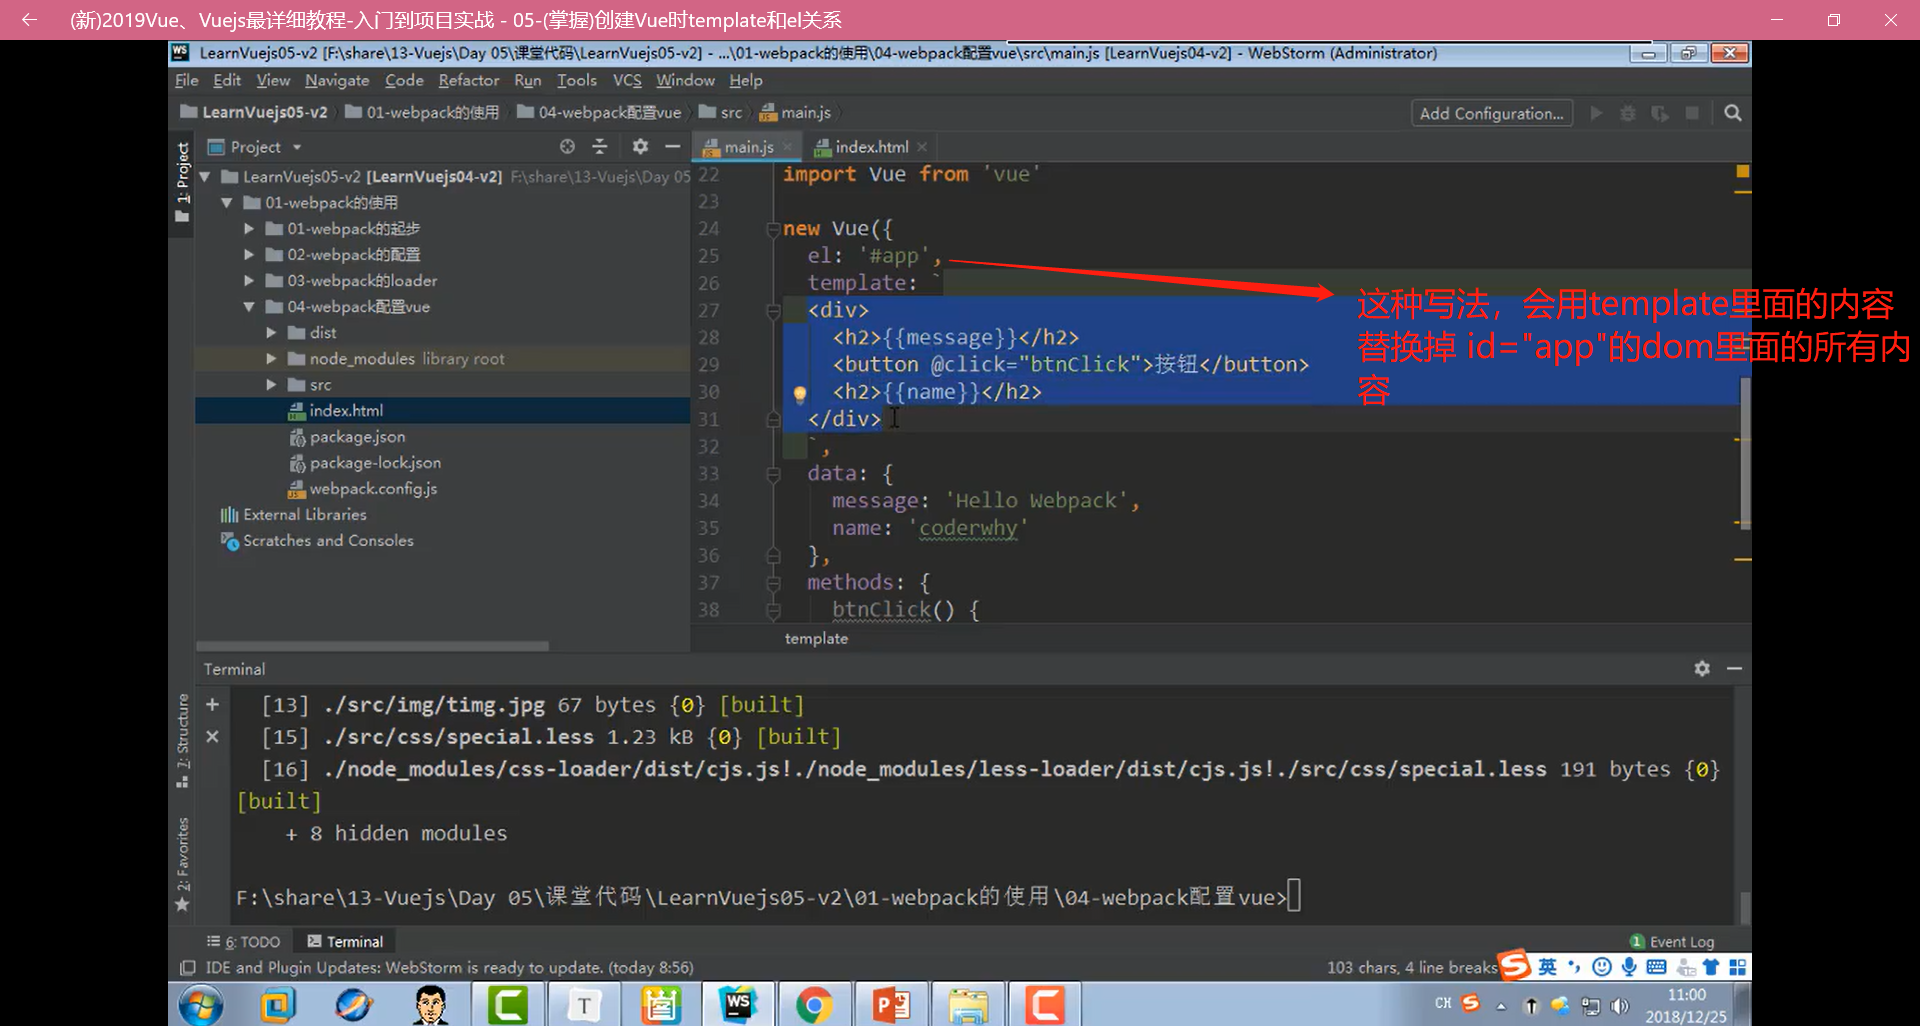 (新)2019Vue、Vuejs最详细教程-入门到项目实战 - 05-(掌握)创建Vue时template和el关系
LearnVuejs05-v2 [F:\share\13-Vuejs\Day 05\课堂代码\LearnVuejs05-v2] - ...\01-webpack的使用\04-webpack配置vue\src\main.js [LearnVuejs04-v2] - WebStorm (Administrator)
File Edit View Navigate Code Refactor Run Tools VCS Window Help
LearnVuejs05-v2 01-webpack的使用 04-webpack配置vue src main.js Add Configuration...
1: Project
Project
LearnVuejs05-v2 [LearnVuejs04-v2] F:\share\13-Vuejs\Day 05
01-webpack的使用
01-webpack的起步
02-webpack的配置
03-webpack的loader
04-webpack配置vue
dist
node_modules library root
src
index.html
package.json
package-lock.json
webpack.config.js
External Libraries
Scratches and Consoles
main.js index.html
22 import Vue from 'vue'
23
24 new Vue({
25 el: '#app',
26 template: `
27 <div>
28 <h2>{{message}}</h2>
29 <button @click="btnClick">按钮</button>
30 <h2>{{name}}</h2>
31 </div>
32 `,
33 data: {
34 message: 'Hello Webpack',
35 name: 'coderwhy'
36 },
37 methods: {
38 btnClick() {
template
这种写法，会用template里面的内容
替换掉 id="app"的dom里面的所有内
容
Terminal
[13] ./src/img/timg.jpg 67 bytes {0} [built]
[15] ./src/css/special.less 1.23 kB {0} [built]
[16] ./node_modules/css-loader/dist/cjs.js!./node_modules/less-loader/dist/cjs.js!./src/css/special.less 191 bytes {0}
[built]
+ 8 hidden modules
F:\share\13-Vuejs\Day 05\课堂代码\LearnVuejs05-v2\01-webpack的使用\04-webpack配置vue>
7: Structure
2: Favorites
6: TODO Terminal 1 Event Log
IDE and Plugin Updates: WebStorm is ready to update. (today 8:56) 103 chars, 4 line breaks 英
CH 11:00
2018/12/25